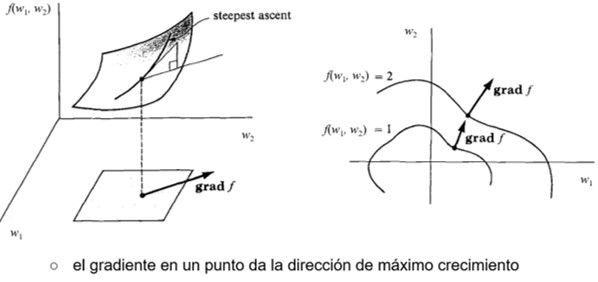 f(w₁, w₂)
steepest ascent
w₂
grad f
w₁
w₂
f(w₁, w₂) = 2
grad f
f(w₁, w₂) = 1
grad f
w₁
○ el gradiente en un punto da la dirección de máximo crecimiento